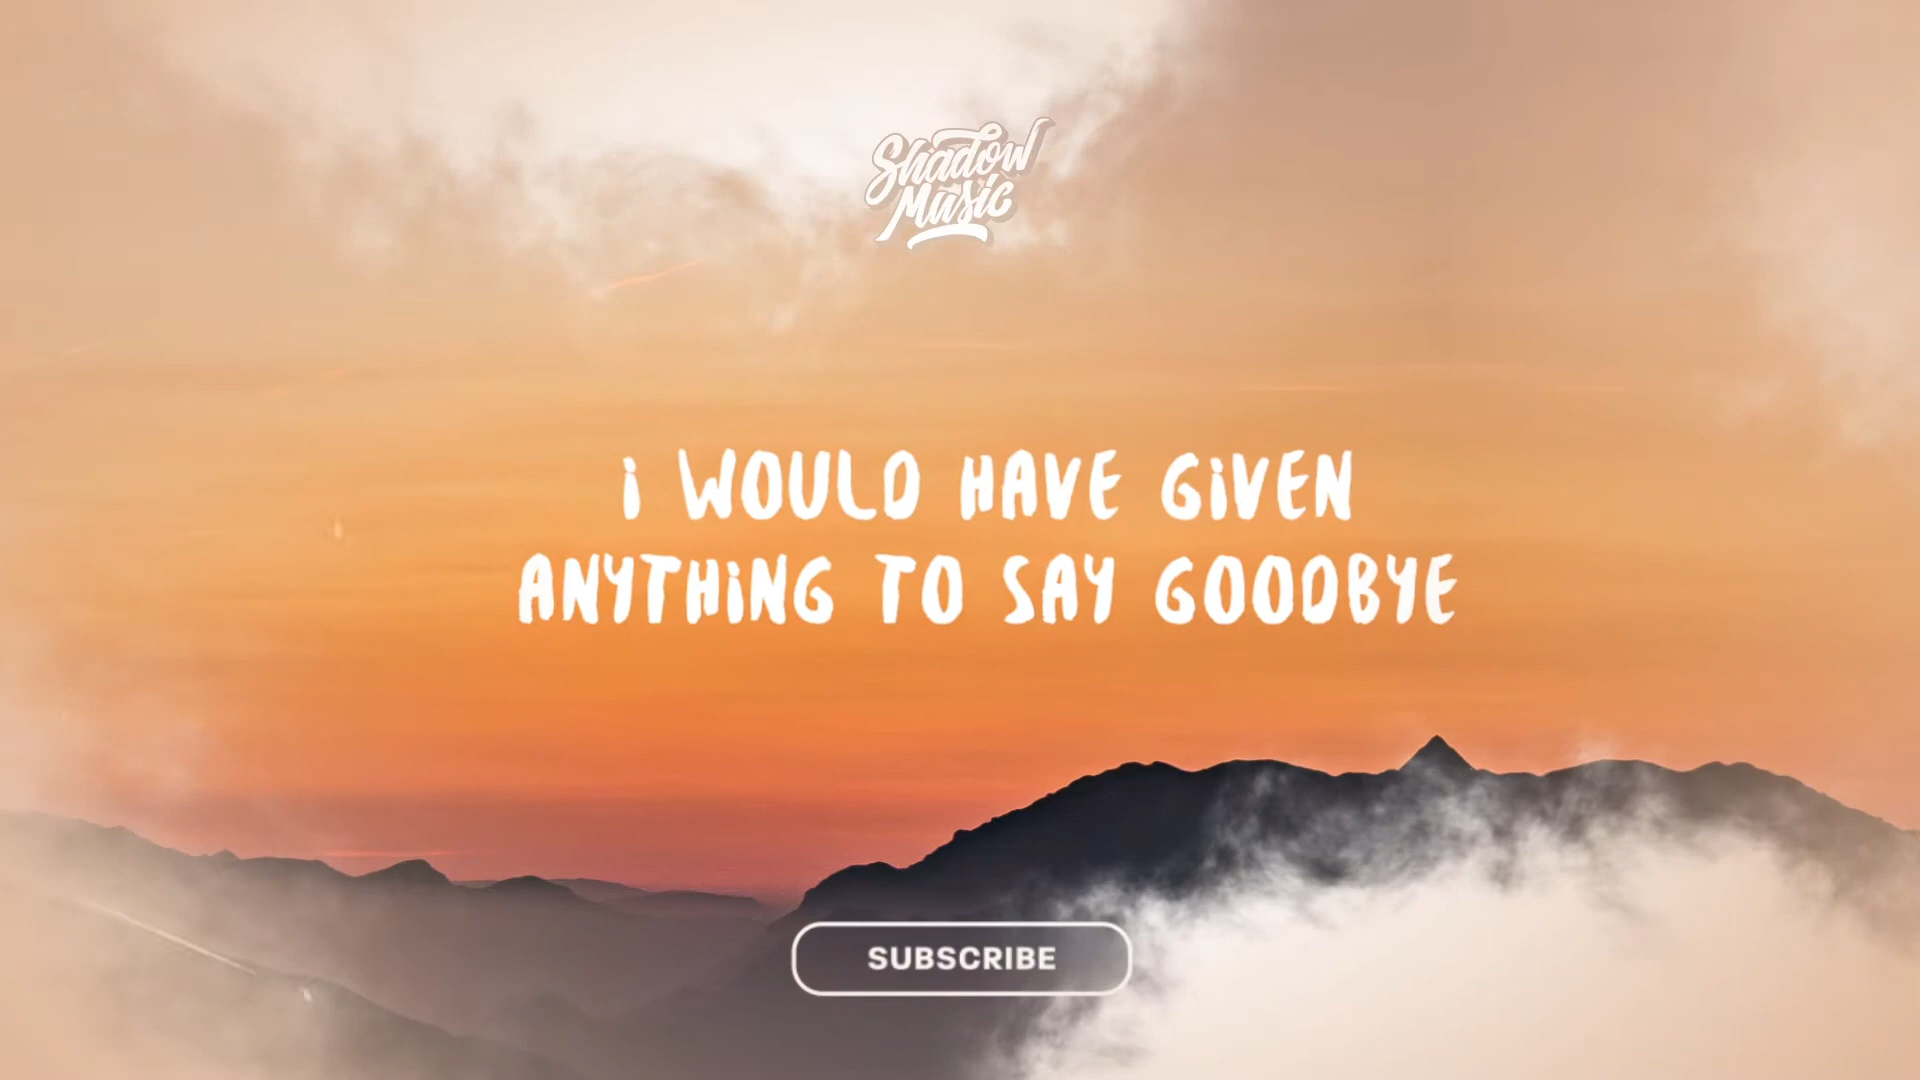 Shadow
Music
i WOULD HAVE GiVEN
ANYTHiNG TO SAY GOODBYE
SUBSCRIBE